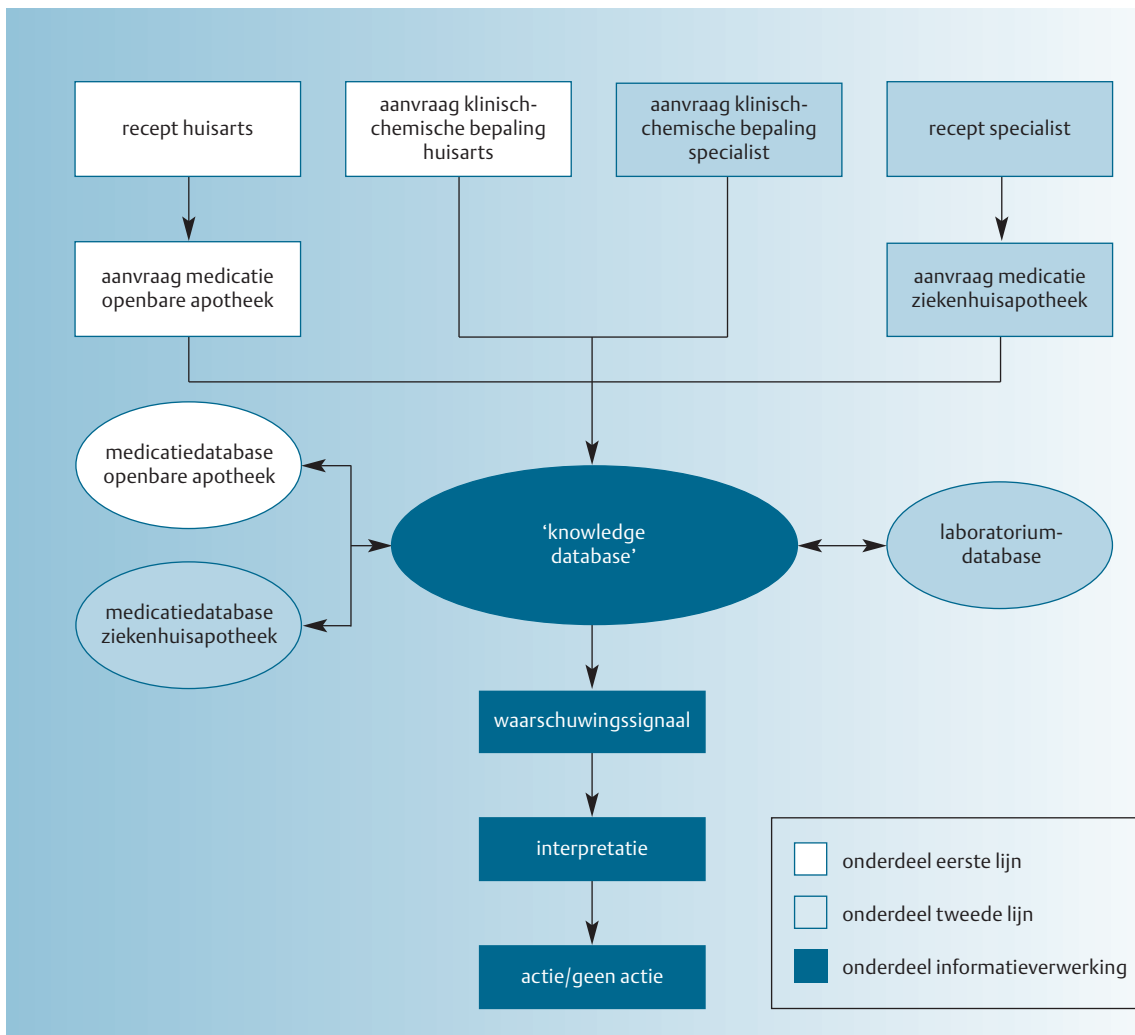 recept huisarts
aanvraag klinisch-
chemische bepaling
huisarts
aanvraag klinisch-
chemische bepaling
specialist
recept specialist
aanvraag medicatie
openbare apotheek
aanvraag medicatie
ziekenhuisapotheek
medicatiedatabase
openbare apotheek
‘knowledge
database’
laboratorium-
database
medicatiedatabase
ziekenhuisapotheek
waarschuwingssignaal
interpretatie
actie/geen actie
onderdeel eerste lijn
onderdeel tweede lijn
onderdeel informatieverwerking